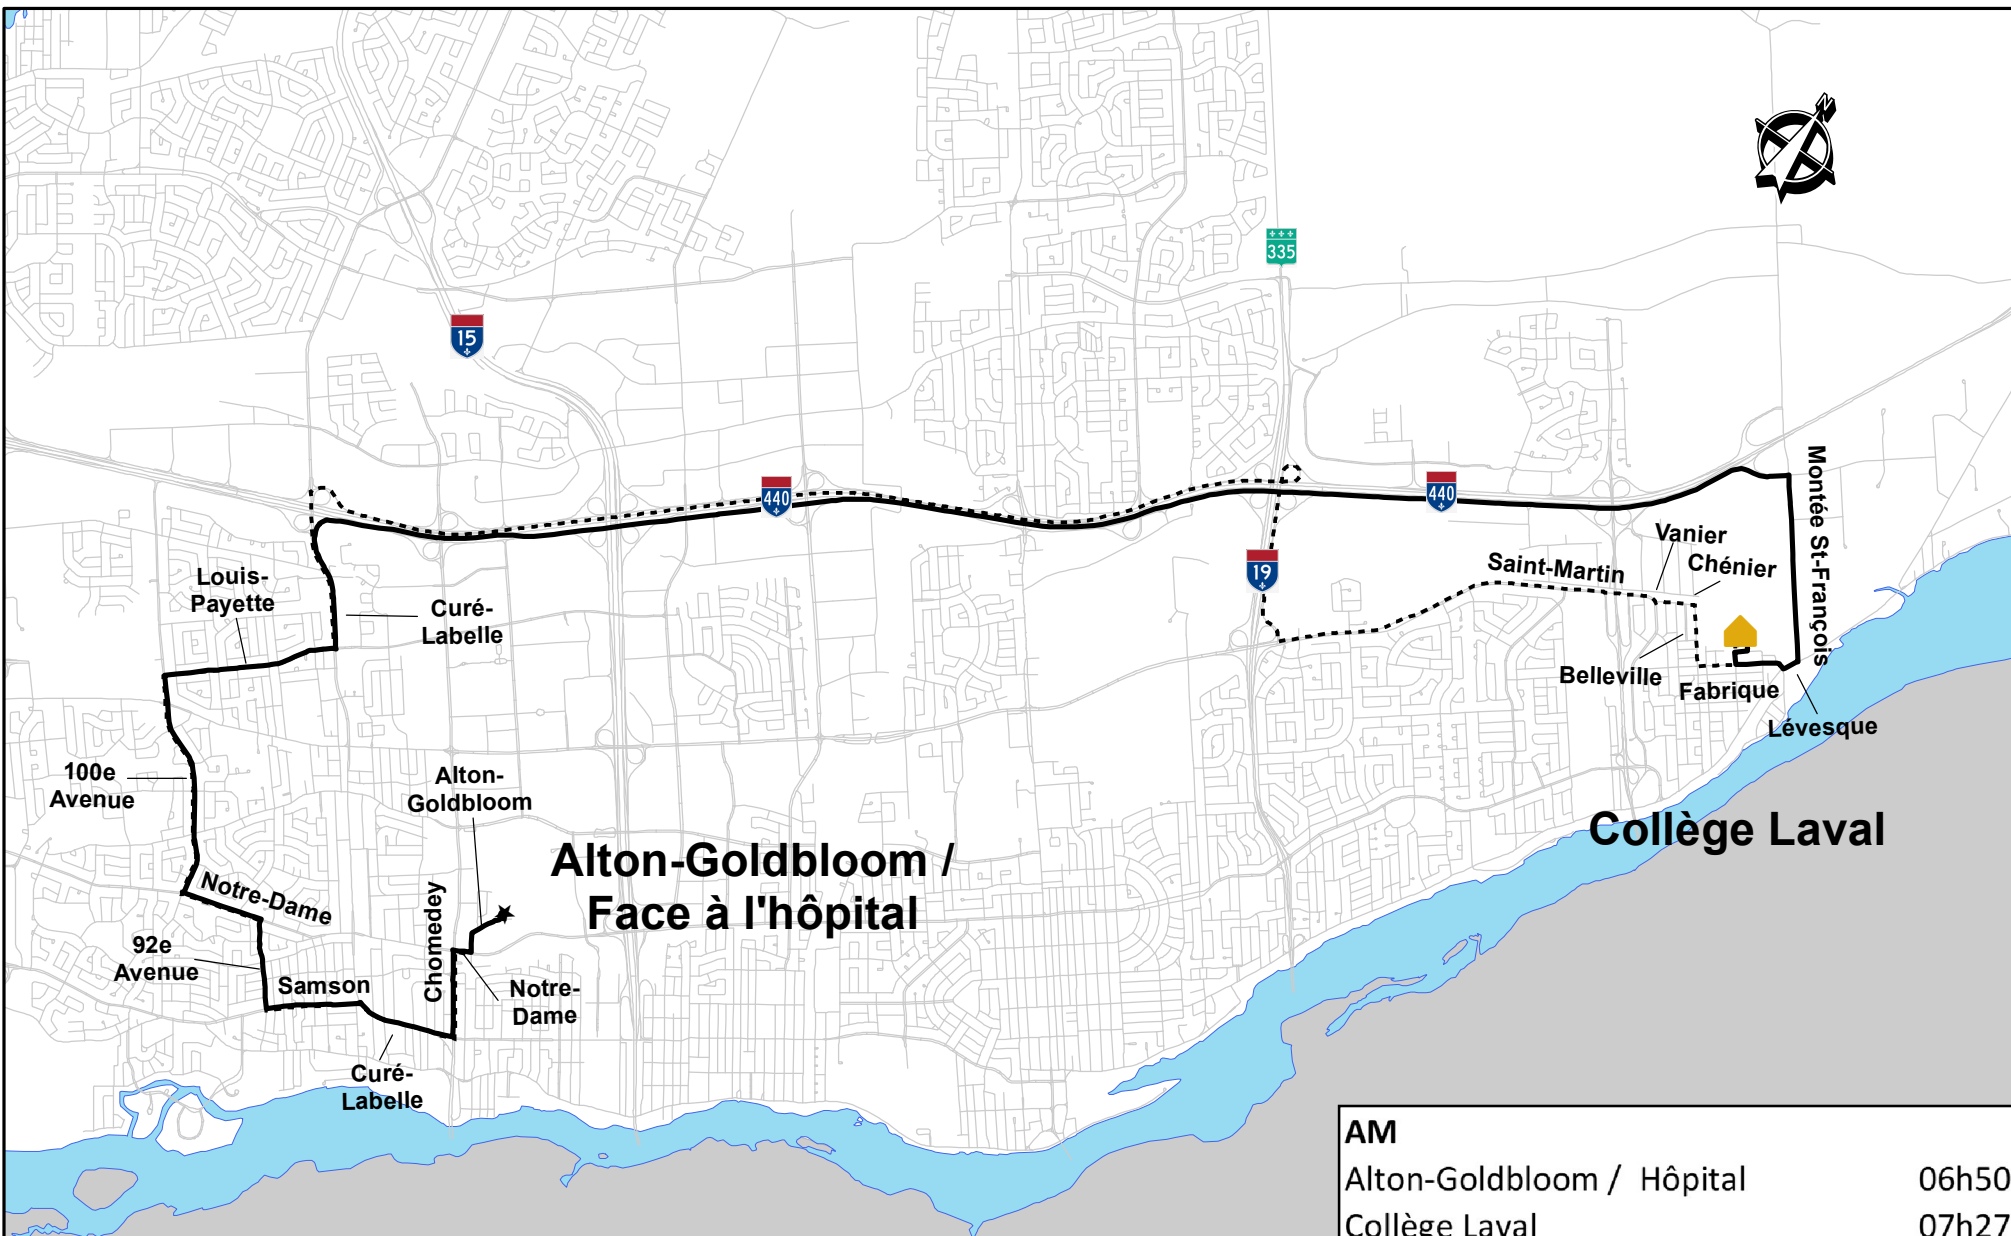 N
335
15
440
440
Montée St-François
19
Vanier
Chénier
Saint-Martin
Louis-
Payette
Curé-
Labelle
Belleville
Fabrique
Lévesque
100e
Avenue
Alton-
Goldbloom
Collège Laval
Alton-Goldbloom /
Face à l'hôpital
Notre-Dame
Chomedey
92e
Avenue
Samson
Notre-
Dame
Curé-
Labelle
AM
Alton-Goldbloom / Hôpital 06h50
Collège Laval 07h27